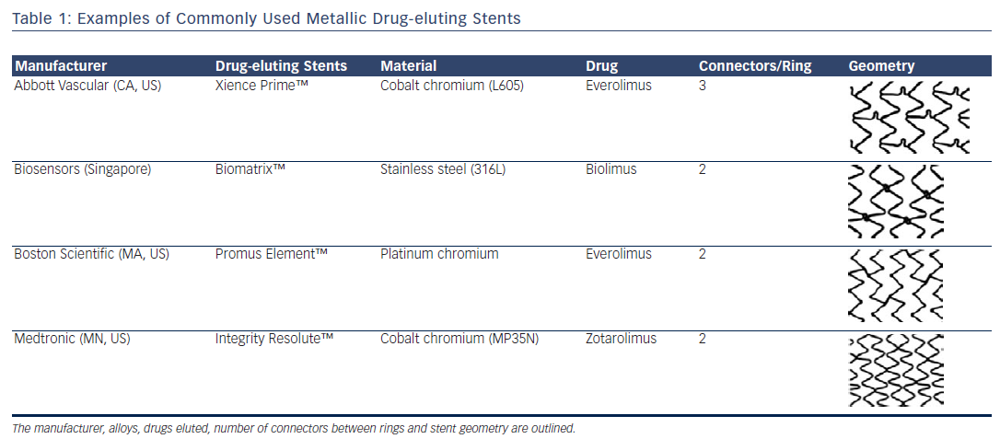 Table 1: Examples of Commonly Used Metallic Drug-eluting Stents
Manufacturer Drug-eluting Stents Material Drug Connectors/Ring Geometry
Abbott Vascular (CA, US) Xience Prime™ Cobalt chromium (L605) Everolimus 3
Biosensors (Singapore) Biomatrix™ Stainless steel (316L) Biolimus 2
Boston Scientific (MA, US) Promus Element™ Platinum chromium Everolimus 2
Medtronic (MN, US) Integrity Resolute™ Cobalt chromium (MP35N) Zotarolimus 2
The manufacturer, alloys, drugs eluted, number of connectors between rings and stent geometry are outlined.